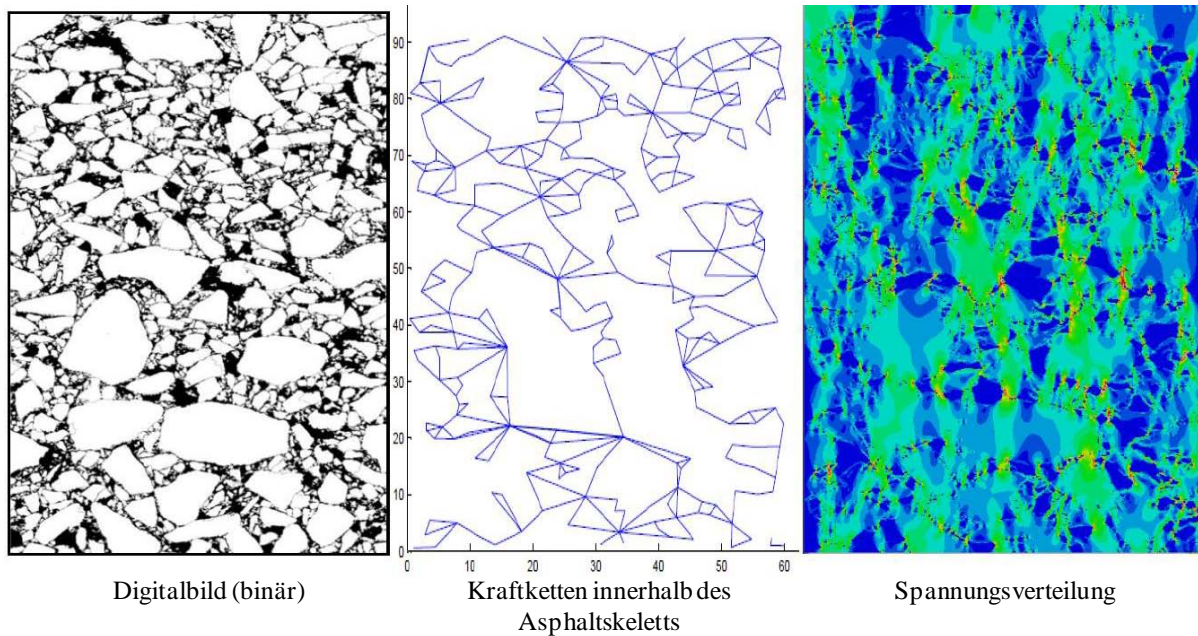 90
80
70
60
50
40
30
20
10
0
0 10 20 30 40 50 60
Digitalbild (binär)
Kraftketten innerhalb des
Asphaltskeletts
Spannungsverteilung